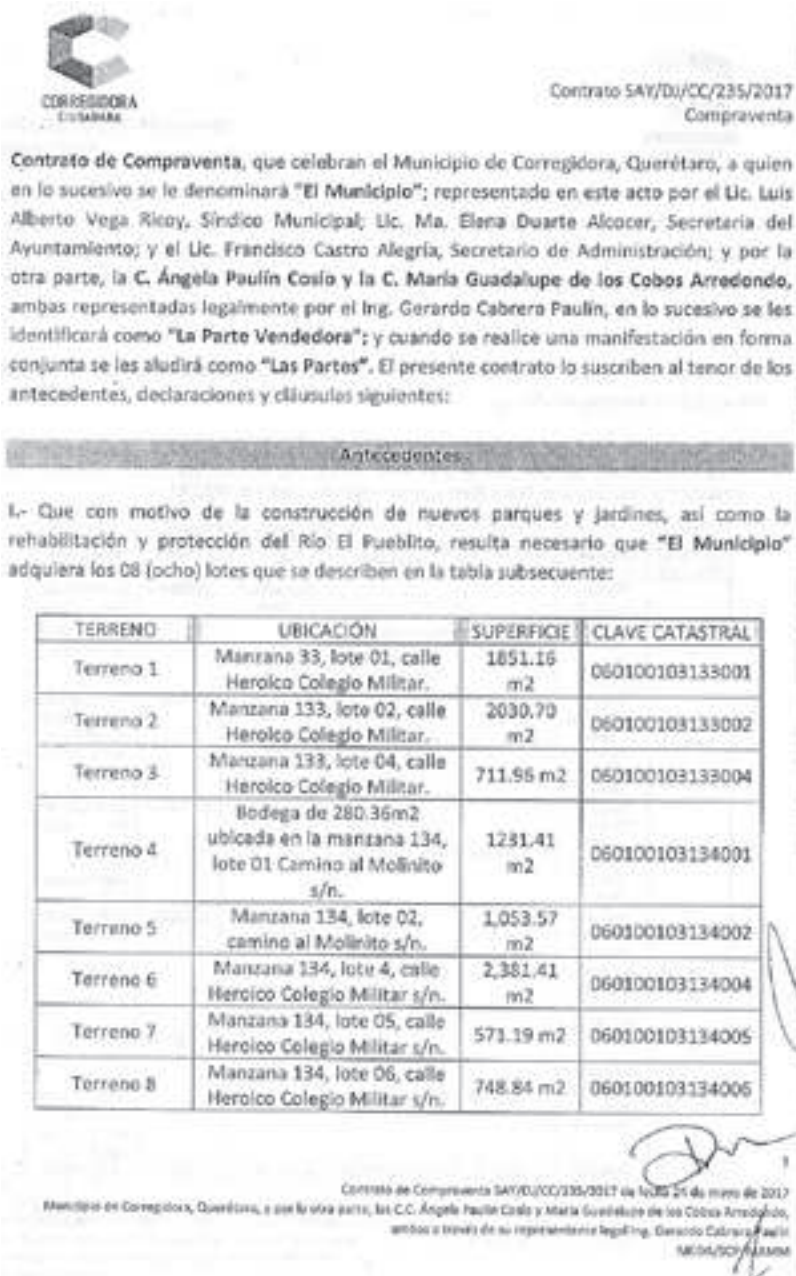 CORREGIDORA
CIUDADANA
Contrato SAY/DJ/CC/235/2017
Compraventa
Contrato de Compraventa, que celebran el Municipio de Corregidora, Querétaro, a quien
en lo sucesivo se le denominará "El Municipio"; representado en este acto por el Lic. Luis
Alberto Vega Ricoy, Síndico Municipal; Lic. Ma. Elena Duarte Alcocer, Secretaria del
Ayuntamiento; y el Lic. Francisco Castro Alegría, Secretario de Administración; y por la
otra parte, la C. Ángela Paulín Cosío y la C. María Guadalupe de los Cobos Arredondo,
ambas representadas legalmente por el Ing. Gerardo Cabrera Paulín, en lo sucesivo se les
identificará como "La Parte Vendedora"; y cuando se realice una manifestación en forma
conjunta se les aludirá como "Las Partes". El presente contrato lo suscriben al tenor de los
antecedentes, declaraciones y cláusulas siguientes:
Antecedentes
I.- Que con motivo de la construcción de nuevos parques y jardines, así como la
rehabilitación y protección del Río El Pueblito, resulta necesario que "El Municipio"
adquiera los 08 (ocho) lotes que se describen en la tabla subsecuente:
TERRENO UBICACIÓN SUPERFICIE CLAVE CATASTRAL
Terreno 1 Manzana 33, lote 01, calle Heroico Colegio Militar. 1851.16 m2 060100103133001
Terreno 2 Manzana 133, lote 02, calle Heroico Colegio Militar. 2030.70 m2 060100103133002
Terreno 3 Manzana 133, lote 04, calle Heroico Colegio Militar. 711.96 m2 060100103133004
Terreno 4 Bodega de 280.36m2 ubicada en la manzana 134, lote 01 Camino al Molinito s/n. 1231.41 m2 060100103134001
Terreno 5 Manzana 134, lote 02, camino al Molinito s/n. 1,053.57 m2 060100103134002
Terreno 6 Manzana 134, lote 4, calle Heroico Colegio Militar s/n. 2,381.41 m2 060100103134004
Terreno 7 Manzana 134, lote 05, calle Heroico Colegio Militar s/n. 571.19 m2 060100103134005
Terreno 8 Manzana 134, lote 06, calle Heroico Colegio Militar s/n. 748.84 m2 060100103134006
1
Contrato de Compraventa SAY/DJ/CC/235/2017 de fecha 24 de mayo de 2017
Municipio de Corregidora, Querétaro, y por la otra parte, las C.C. Ángela Paulín Cosío y María Guadalupe de los Cobos Arredondo,
ambas a través de su representante legal Ing. Gerardo Cabrera Paulín